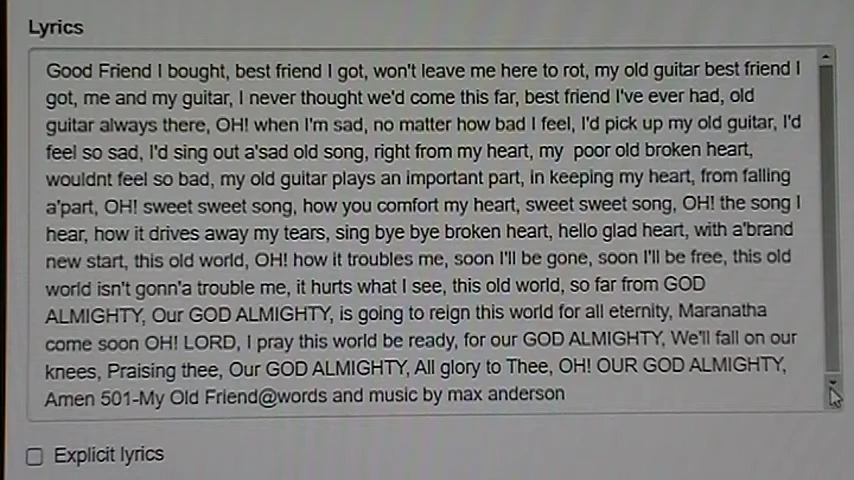 Lyrics
Good Friend I bought, best friend I got, won't leave me here to rot, my old guitar best friend I
got, me and my guitar, I never thought we'd come this far, best friend I've ever had, old
guitar always there, OH! when I'm sad, no matter how bad I feel, I'd pick up my old guitar, I'd
feel so sad, I'd sing out a'sad old song, right from my heart, my  poor old broken heart,
wouldnt feel so bad, my old guitar plays an important part, in keeping my heart, from falling
a'part, OH! sweet sweet song, how you comfort my heart, sweet sweet song, OH! the song I
hear, how it drives away my tears, sing bye bye broken heart, hello glad heart, with a'brand
new start, this old world, OH! how it troubles me, soon I'll be gone, soon I'll be free, this old
world isn't gonn'a trouble me, it hurts what I see, this old world, so far from GOD
ALMIGHTY, Our GOD ALMIGHTY, is going to reign this world for all eternity, Maranatha
come soon OH! LORD, I pray this world be ready, for our GOD ALMIGHTY, We'll fall on our
knees, Praising thee, Our GOD ALMIGHTY, All glory to Thee, OH! OUR GOD ALMIGHTY,
Amen 501-My Old Friend@words and music by max anderson
Explicit lyrics